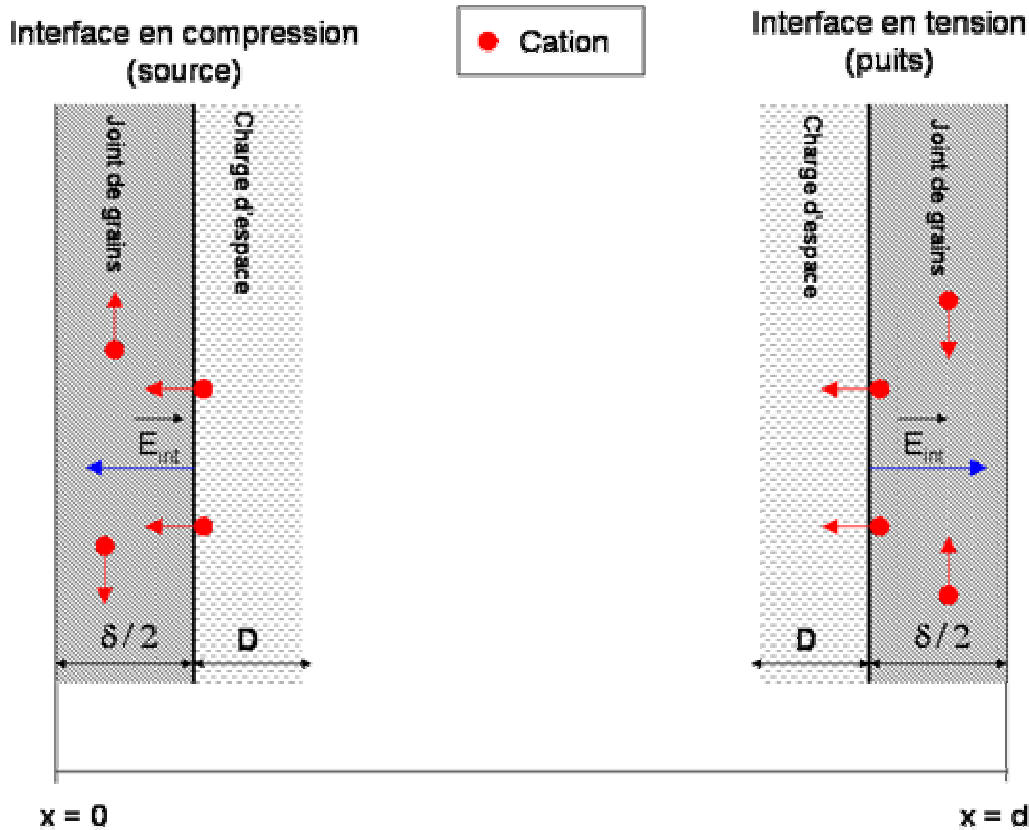 Interface en compression
(source)
Cation
Interface en tension
(puits)
Joint de grains
Charge d'espace
Charge d'espace
Joint de grains
E int
E int
δ/2
D
D
δ/2
x = 0
x = d